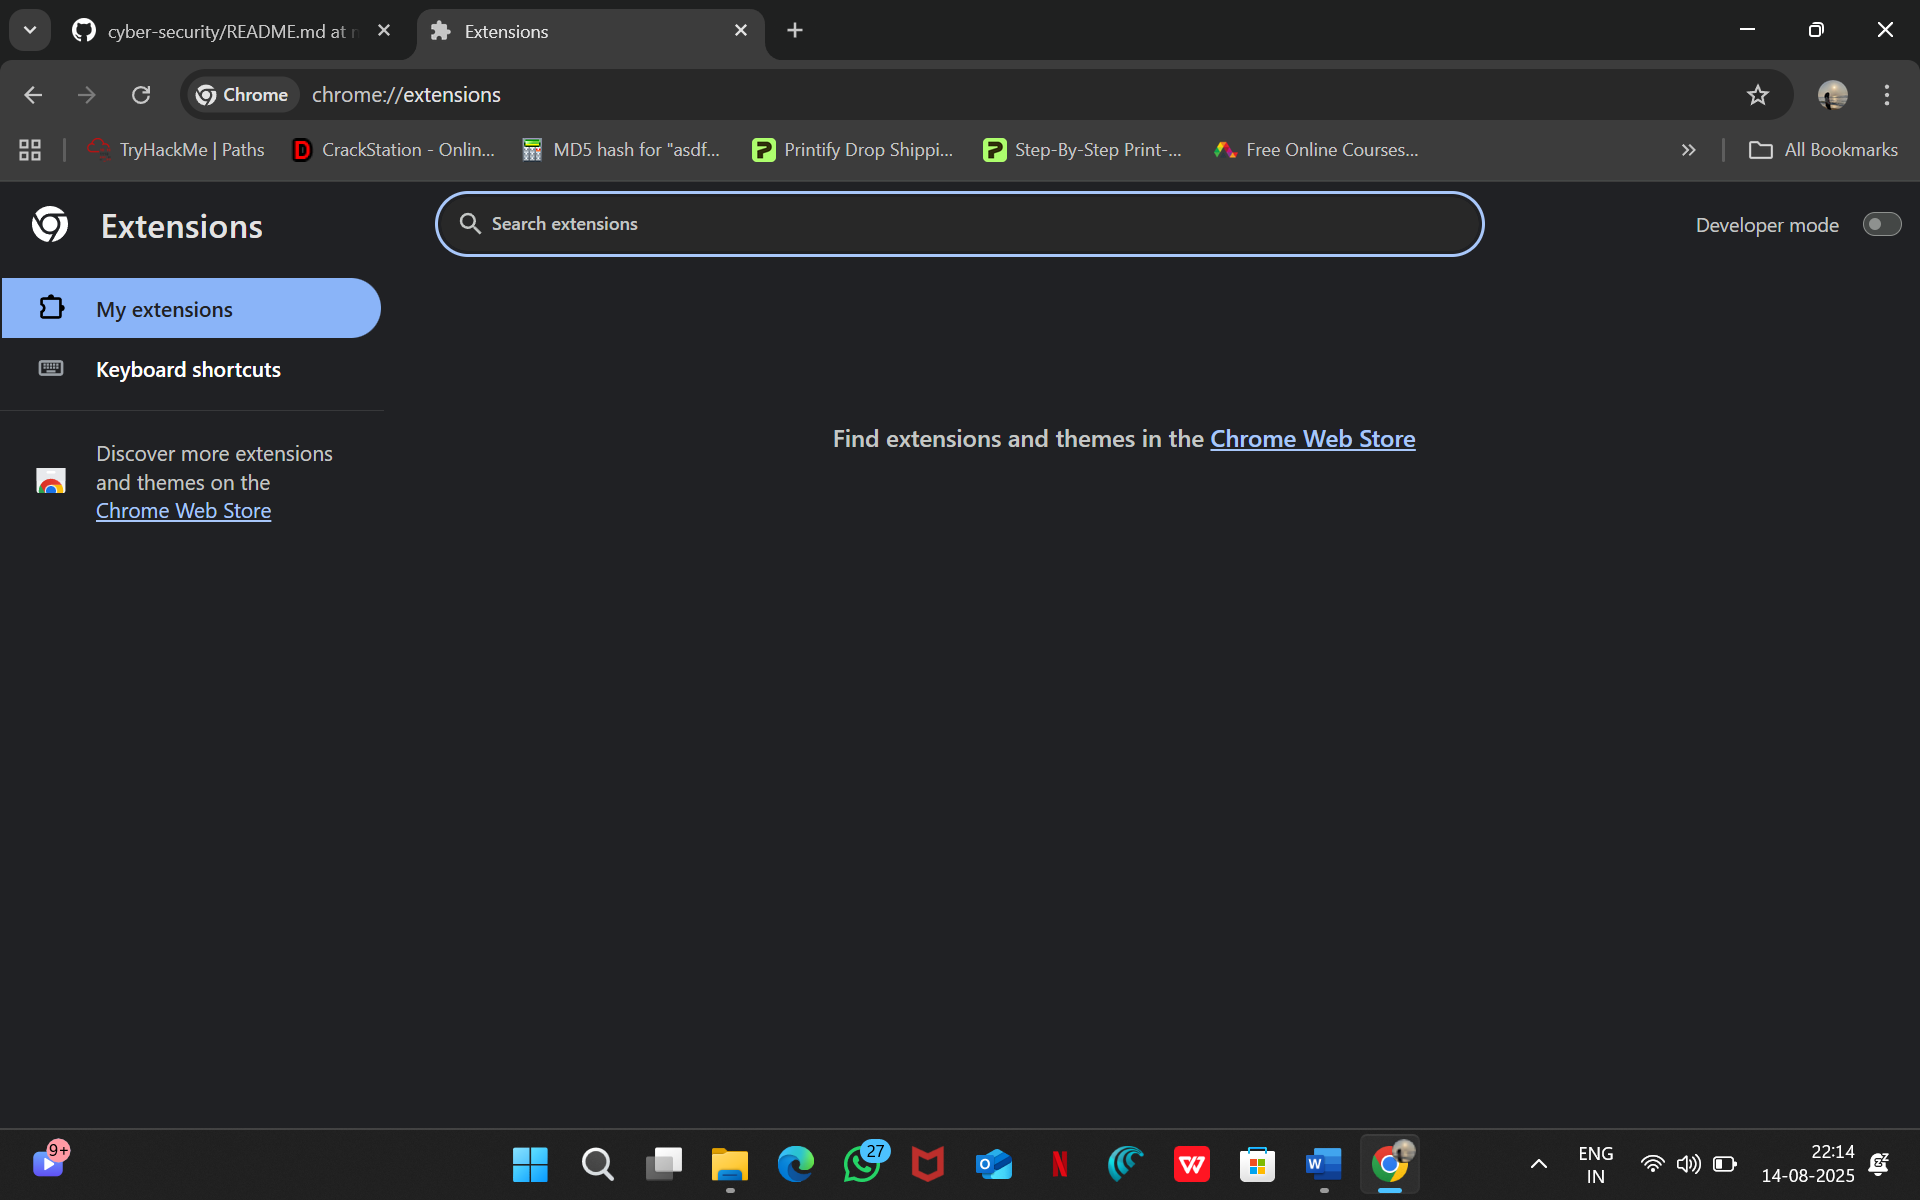 cyber-security/README.md at
Extensions
Chrome
chrome://extensions
TryHackMe | Paths
CrackStation - Onlin...
MD5 hash for "asdf...
Printify Drop Shippi...
Step-By-Step Print-...
Free Online Courses...
All Bookmarks
Extensions
Search extensions
Developer mode
My extensions
Keyboard shortcuts
Discover more extensions
and themes on the
Chrome Web Store
Find extensions and themes in the Chrome Web Store
9+
27
ENG
IN
22:14
14-08-2025